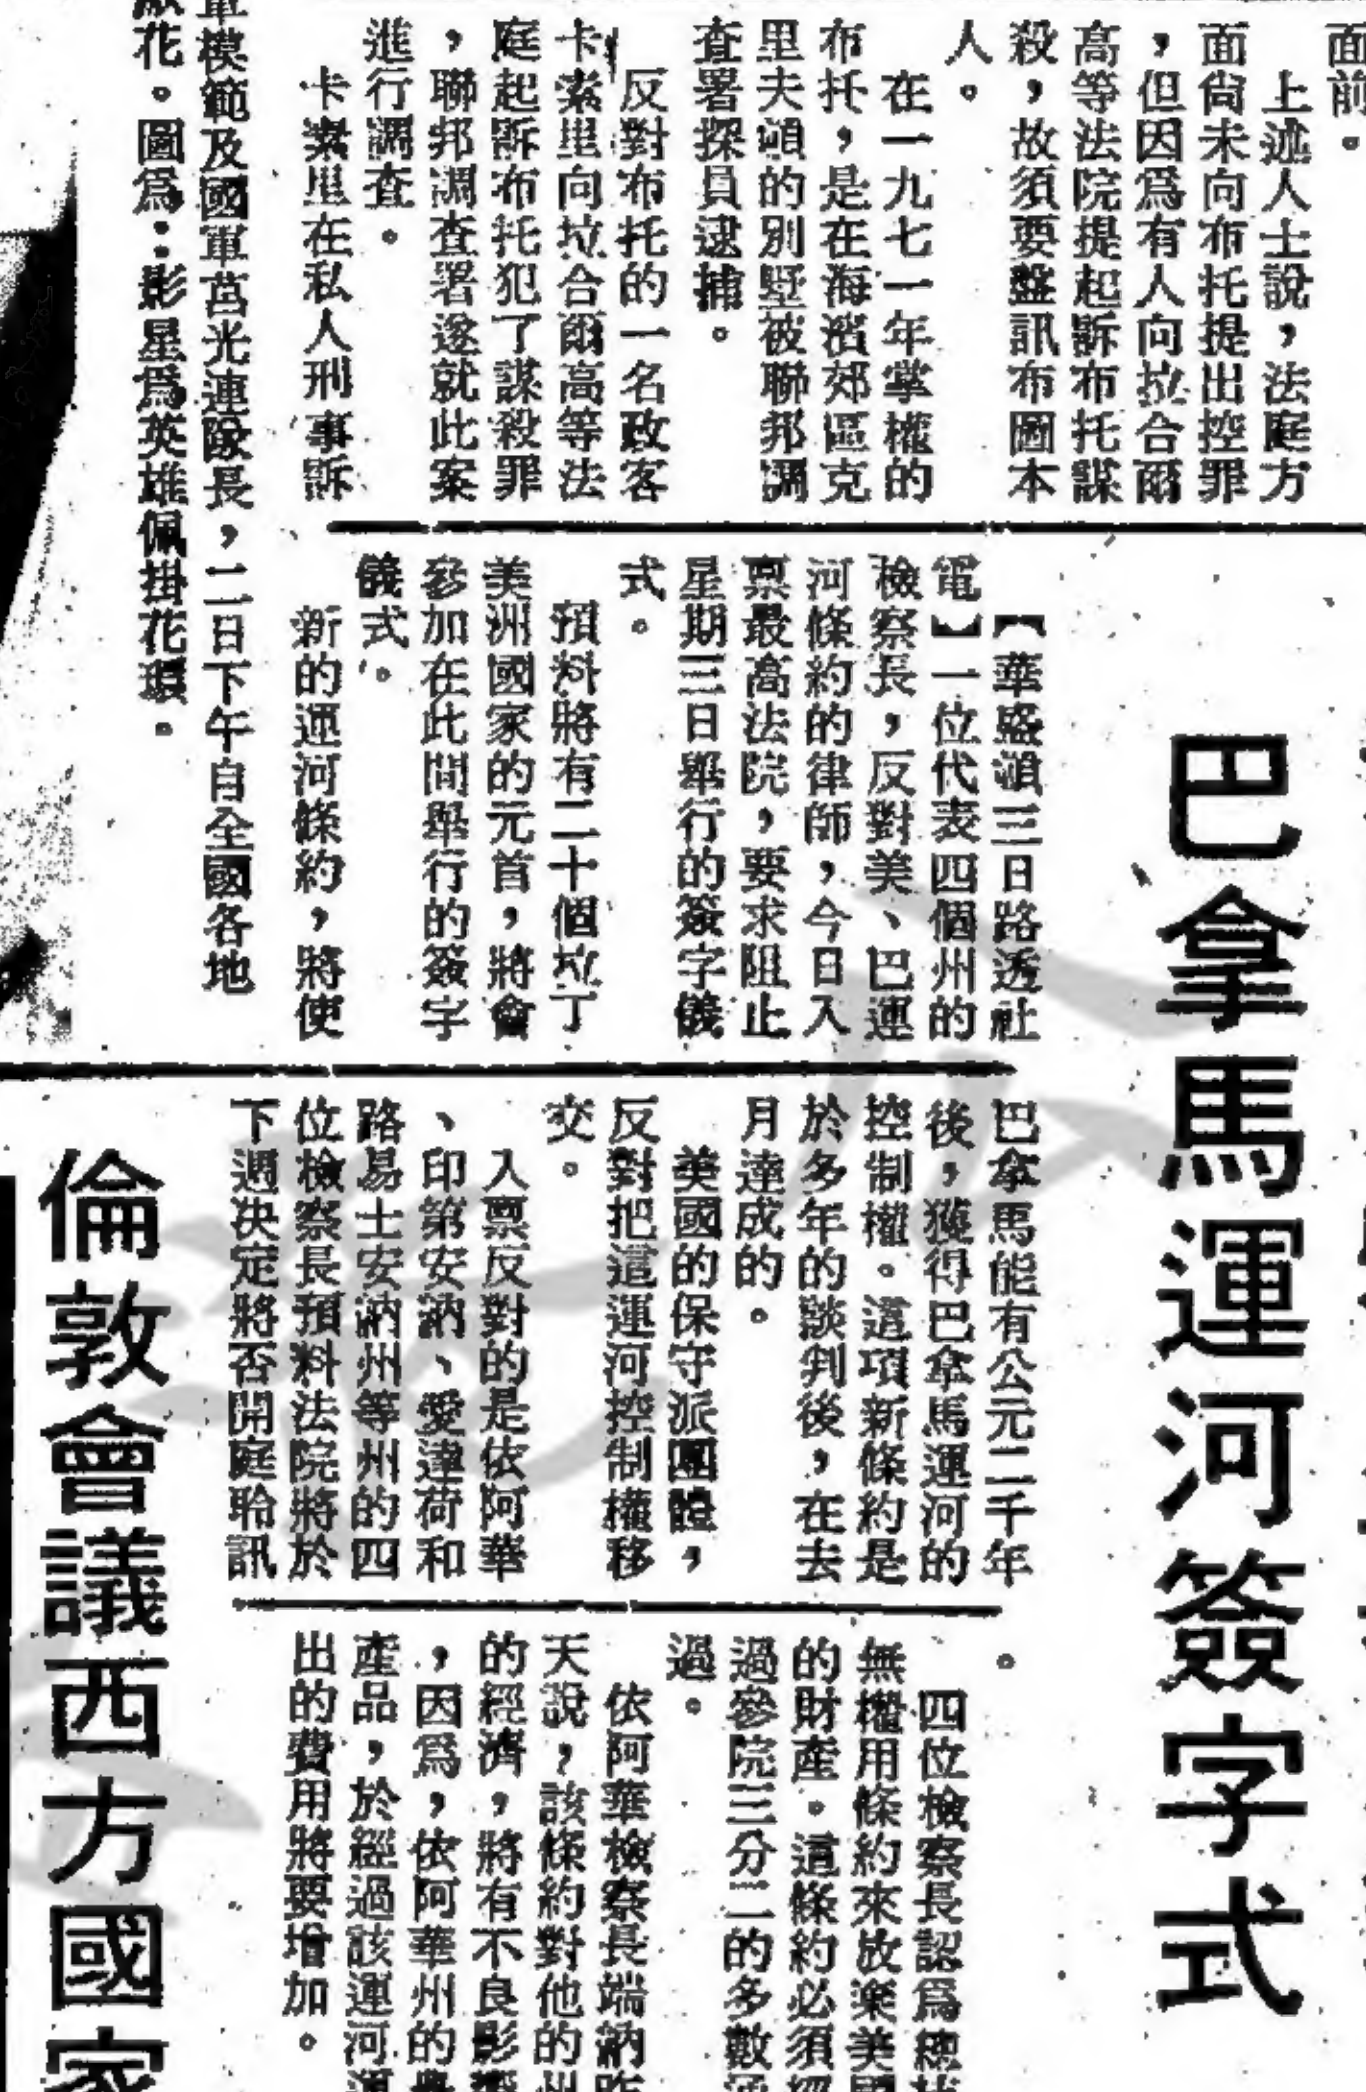 面前。
上述人士說，法庭方
面尙未向布托提出控罪
，但因爲有人向拉合爾
高等法院提起訴布托謀
殺，故須要盤訊布圖本
人。
在一九七一年掌權的
布托，是在海濱郊區克
里夫頓的別墅被聯邦調
查署探員逮捕。
反對布托的一名政客
卡索里向垃合爾高等法
庭起訴布托犯了謀殺罪
，聯邦調查署遂就此案
進行調查。
卡索里在私人刑事訴
軍模範及國軍莒光連隊長，二日下午自全國各地
獻花。圖爲：影星爲英雄佩掛花環。
巴拿馬運河簽字式
【華盛頓三日路透社
電】一位代表四個州的
檢察長，反對美、巴運
河條約的律師，今日入
禀最高法院，要求阻止
星期三日舉行的簽字儀
式。
預料將有二十個垃丁
美洲國家的元首，將會
參加在此間舉行的簽字
儀式。
新的運河條約，將使
巴拿馬能有公元二千年
後，獲得巴拿馬運河的
控制權。這項新條約是
於多年的談判後，在去
月達成的。
美國的保守派團體，
反對把這運河控制權移
交。
入禀反對的是依阿華
、印第安訥、愛達荷和
路易士安訥州等州的四
位檢察長預料法院將於
下週決定將否開庭聆訊
。
四位檢察長認爲總統
無權用條約來放棄美國
的財產。這條約必須經
過參院三分二的多數通
過。
依阿華檢察長端訥昨
天說，該條約對他的州
的經濟，將有不良影響
，因爲，依阿華州的農
產品，於經過該運河運
出的費用將要增加。
倫敦會議西方國家